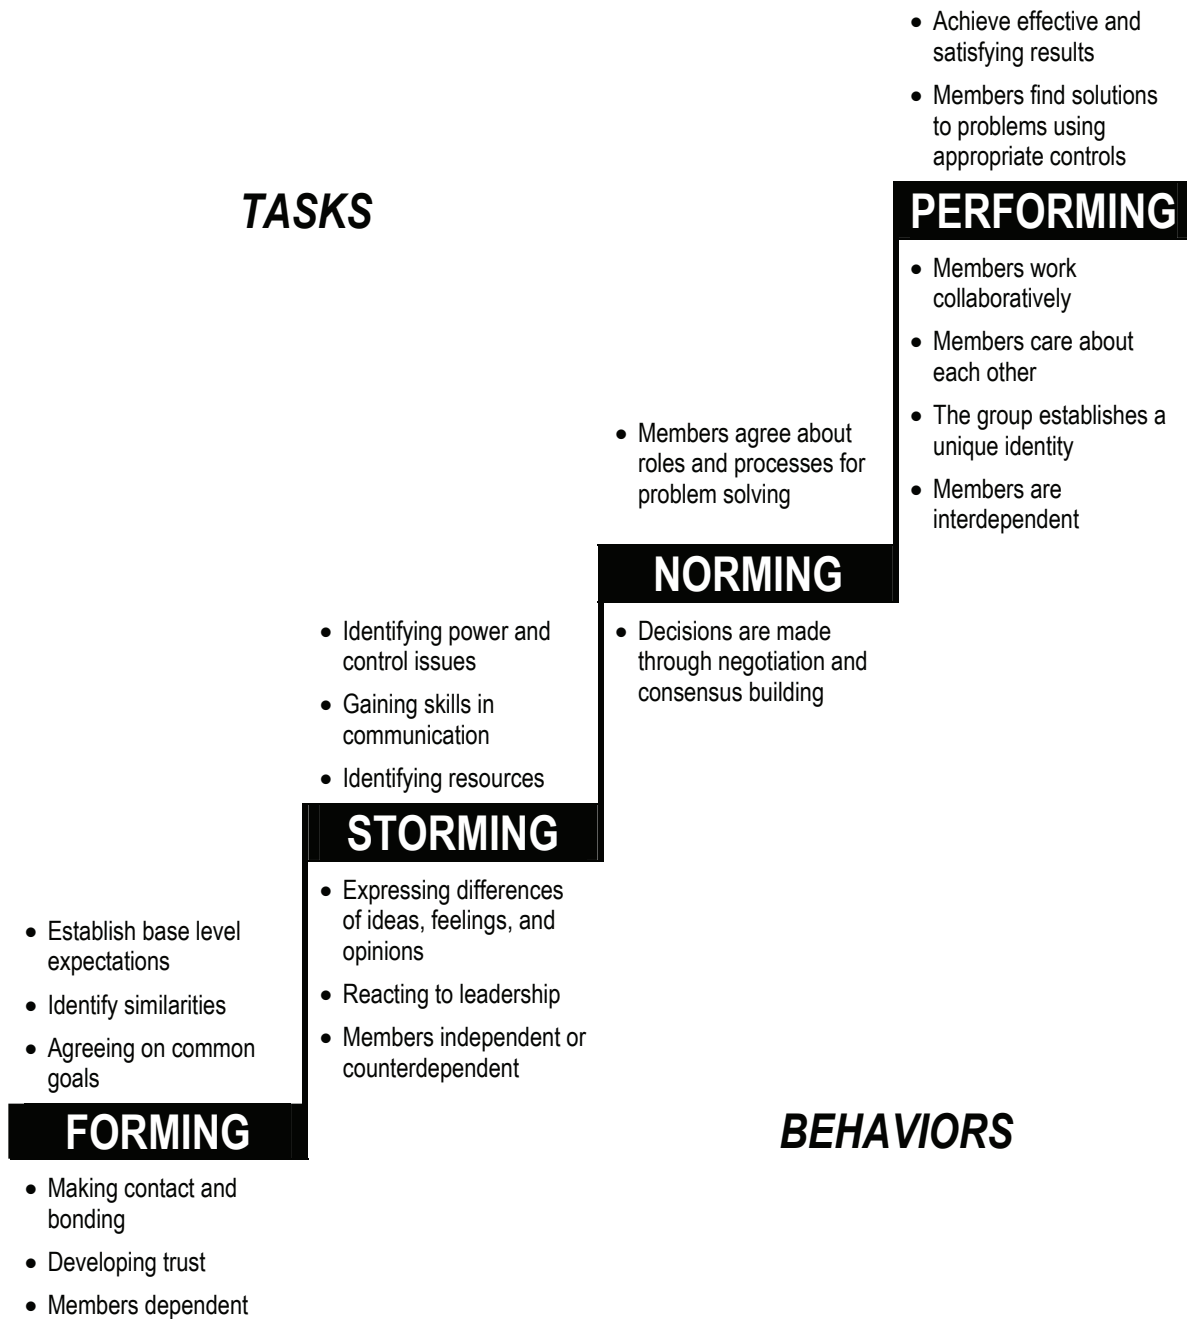 • Achieve effective and
satisfying results
• Members find solutions
to problems using
appropriate controls
TASKS
PERFORMING
• Members work
collaboratively
• Members care about
each other
• The group establishes a
unique identity
• Members are
interdependent
• Members agree about
roles and processes for
problem solving
NORMING
• Decisions are made
through negotiation and
consensus building
• Identifying power and
control issues
• Gaining skills in
communication
• Identifying resources
STORMING
• Expressing differences
of ideas, feelings, and
opinions
• Reacting to leadership
• Members independent or
counterdependent
• Establish base level
expectations
• Identify similarities
• Agreeing on common
goals
FORMING
BEHAVIORS
• Making contact and
bonding
• Developing trust
• Members dependent